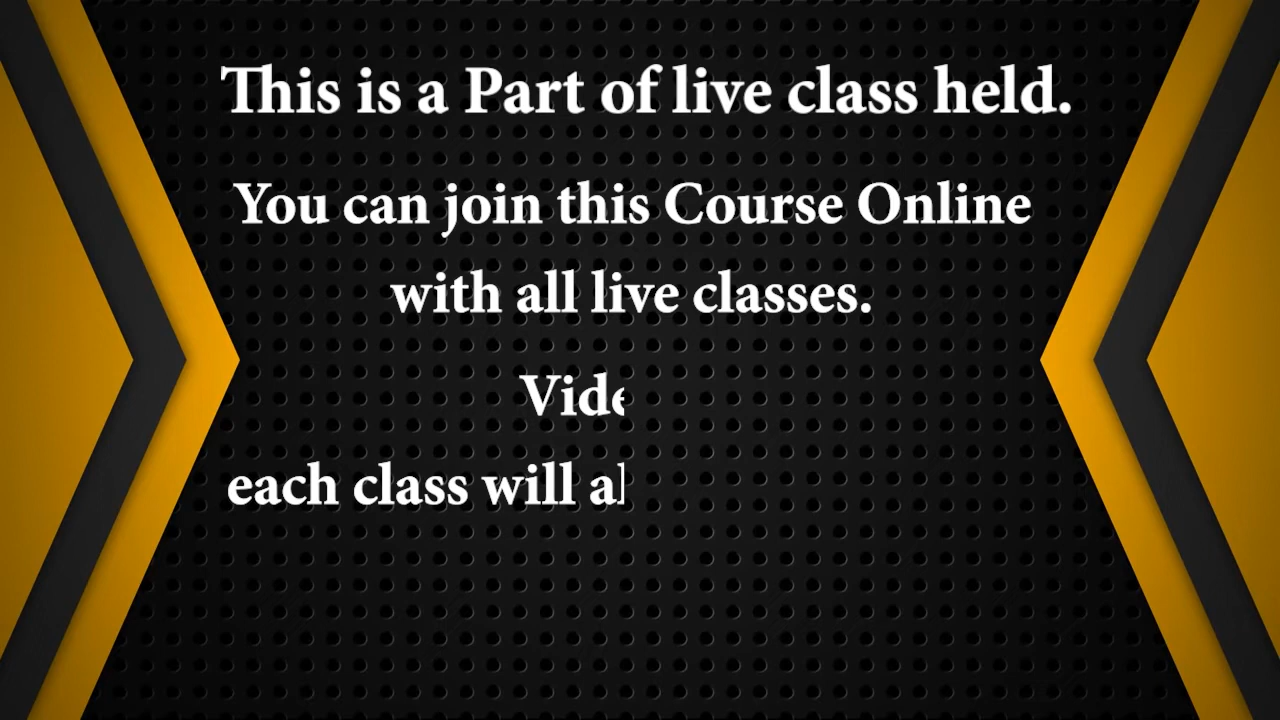 This is a Part of live class held.
You can join this Course Online
with all live classes.
each class will